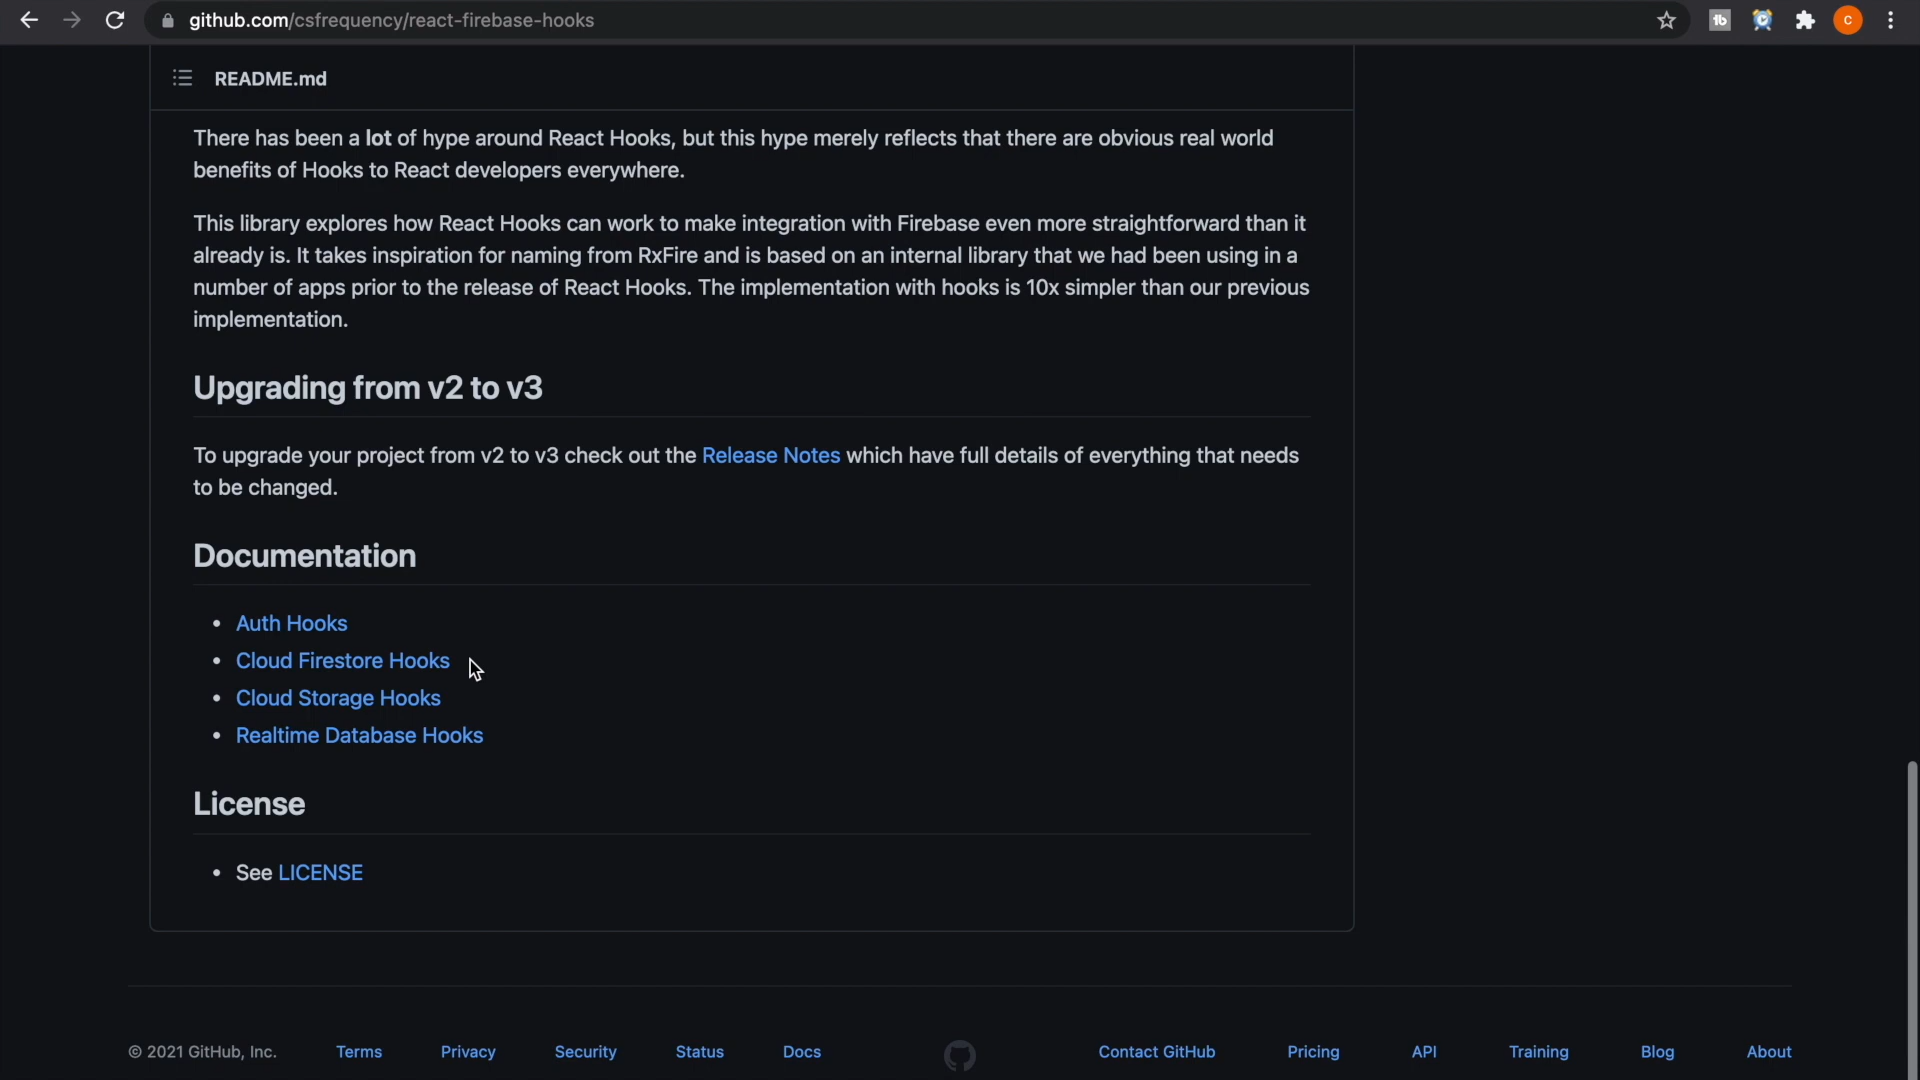 github.com/csfrequency/react-firebase-hooks
README.md
There has been a lot of hype around React Hooks, but this hype merely reflects that there are obvious real world
benefits of Hooks to React developers everywhere.
This library explores how React Hooks can work to make integration with Firebase even more straightforward than it
already is. It takes inspiration for naming from RxFire and is based on an internal library that we had been using in a
number of apps prior to the release of React Hooks. The implementation with hooks is 10x simpler than our previous
implementation.
Upgrading from v2 to v3
To upgrade your project from v2 to v3 check out the Release Notes which have full details of everything that needs
to be changed.
Documentation
• Auth Hooks
• Cloud Firestore Hooks
• Cloud Storage Hooks
• Realtime Database Hooks
License
• See LICENSE
© 2021 GitHub, Inc. Terms Privacy Security Status Docs Contact GitHub Pricing API Training Blog About